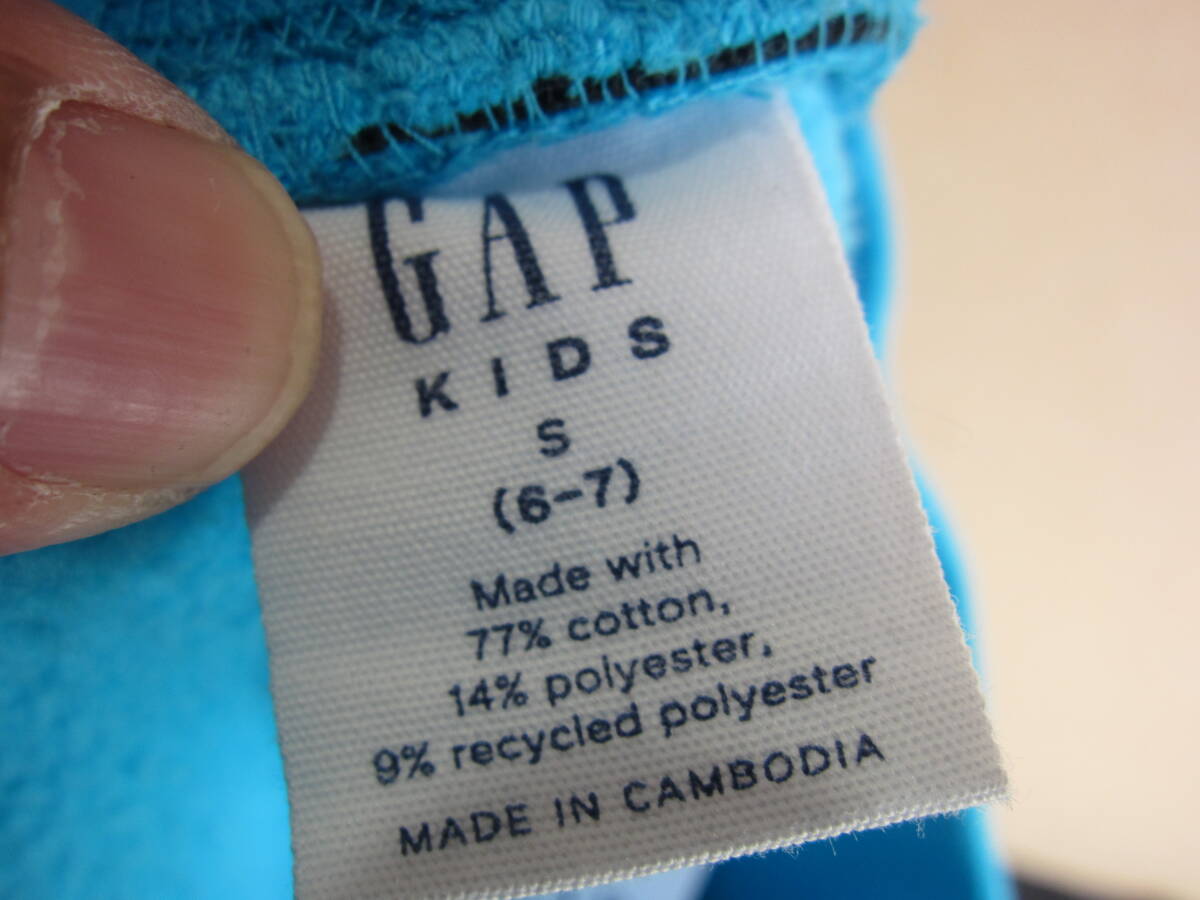 GAP
KIDS
S
(6-7)
Made with
77% cotton,
14% polyester,
9% recycled polyester
MADE IN CAMBODIA